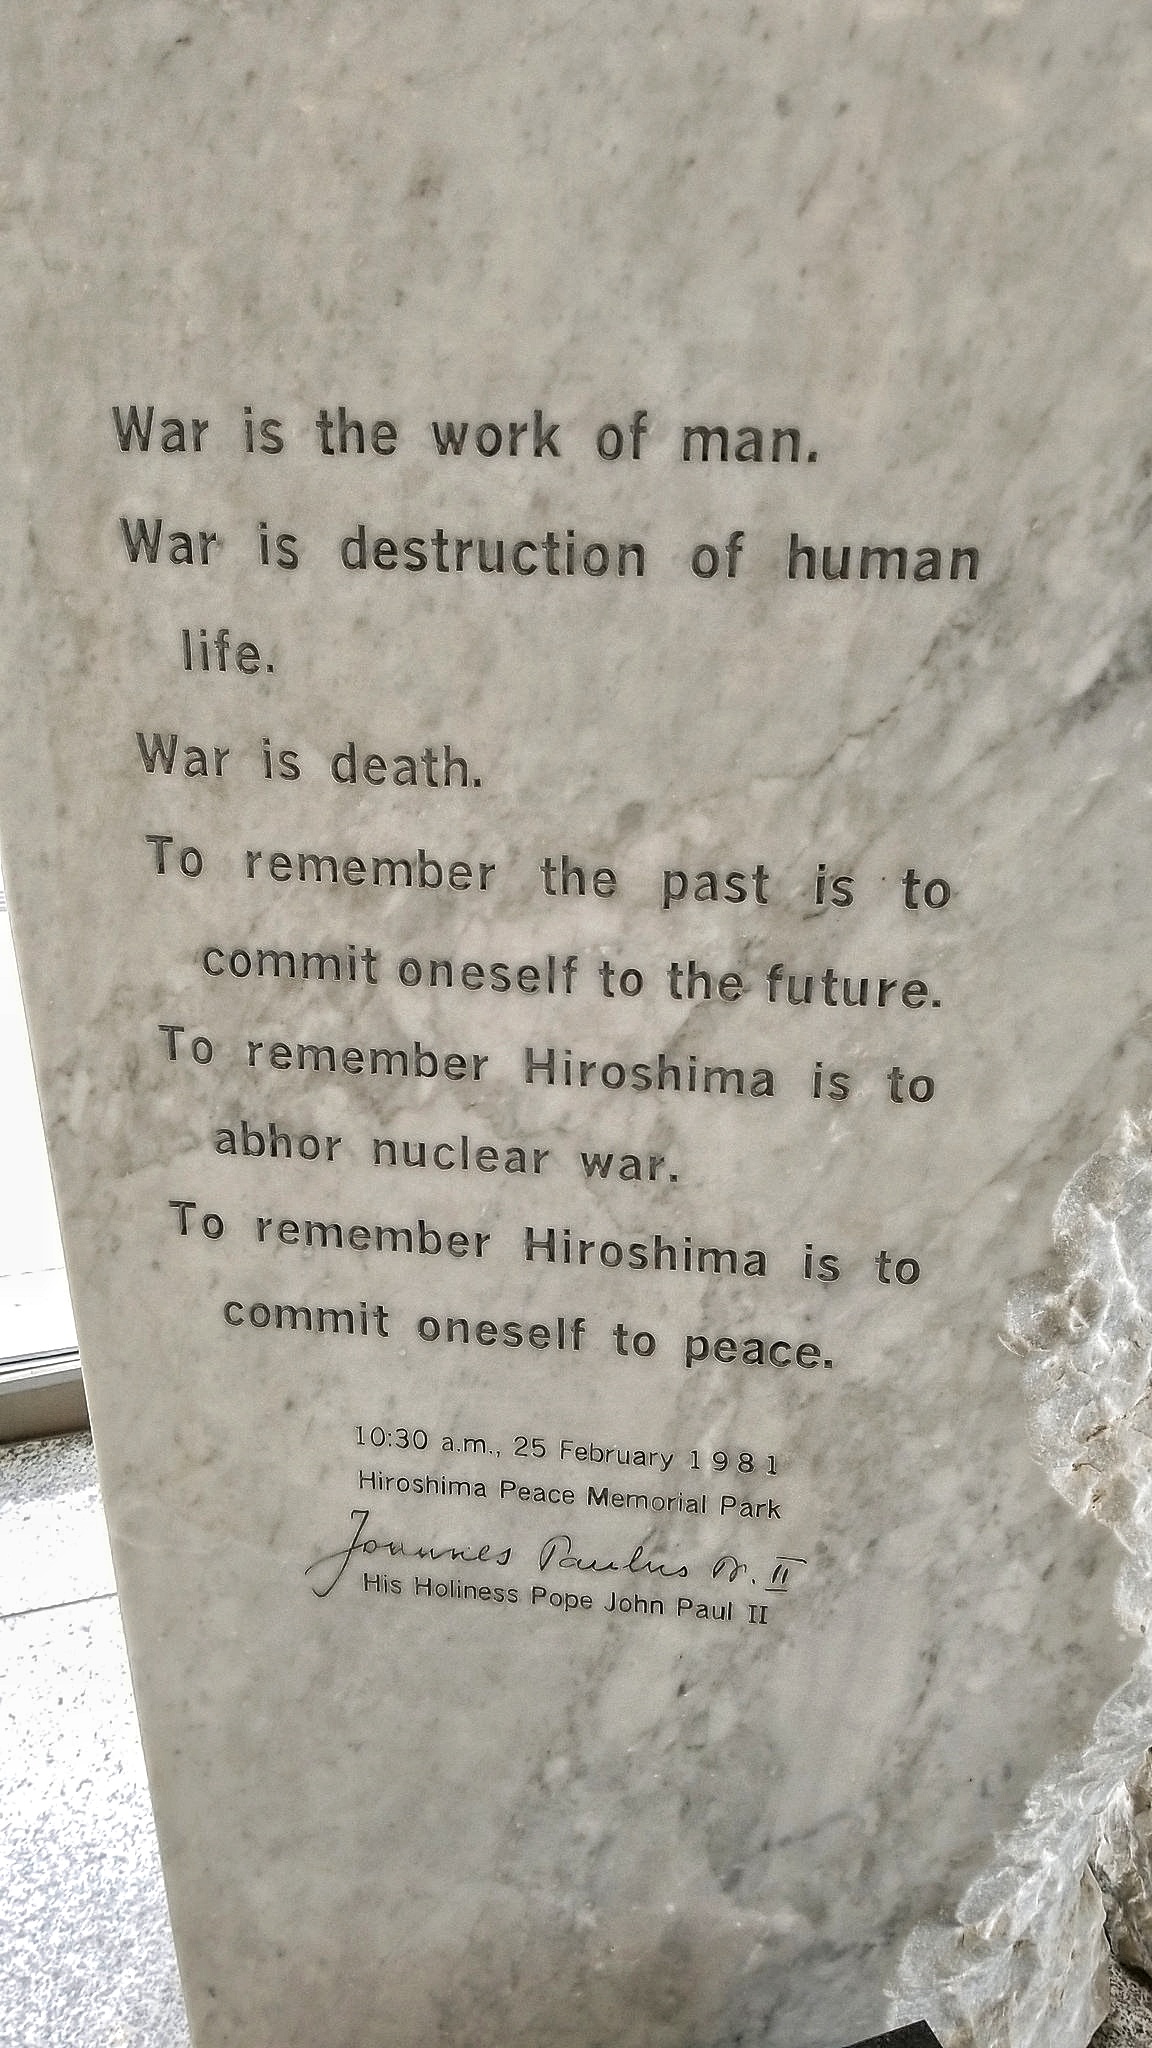 War is the work of man.
War is destruction of human
life.
War is death.
To remember the past is to
commit oneself to the future.
To remember Hiroshima is to
abhor nuclear war.
To remember Hiroshima is to
commit oneself to peace.
10:30 a.m., 25 February 1981
Hiroshima Peace Memorial Park
Joannes Paulus PP. II
His Holiness Pope John Paul II